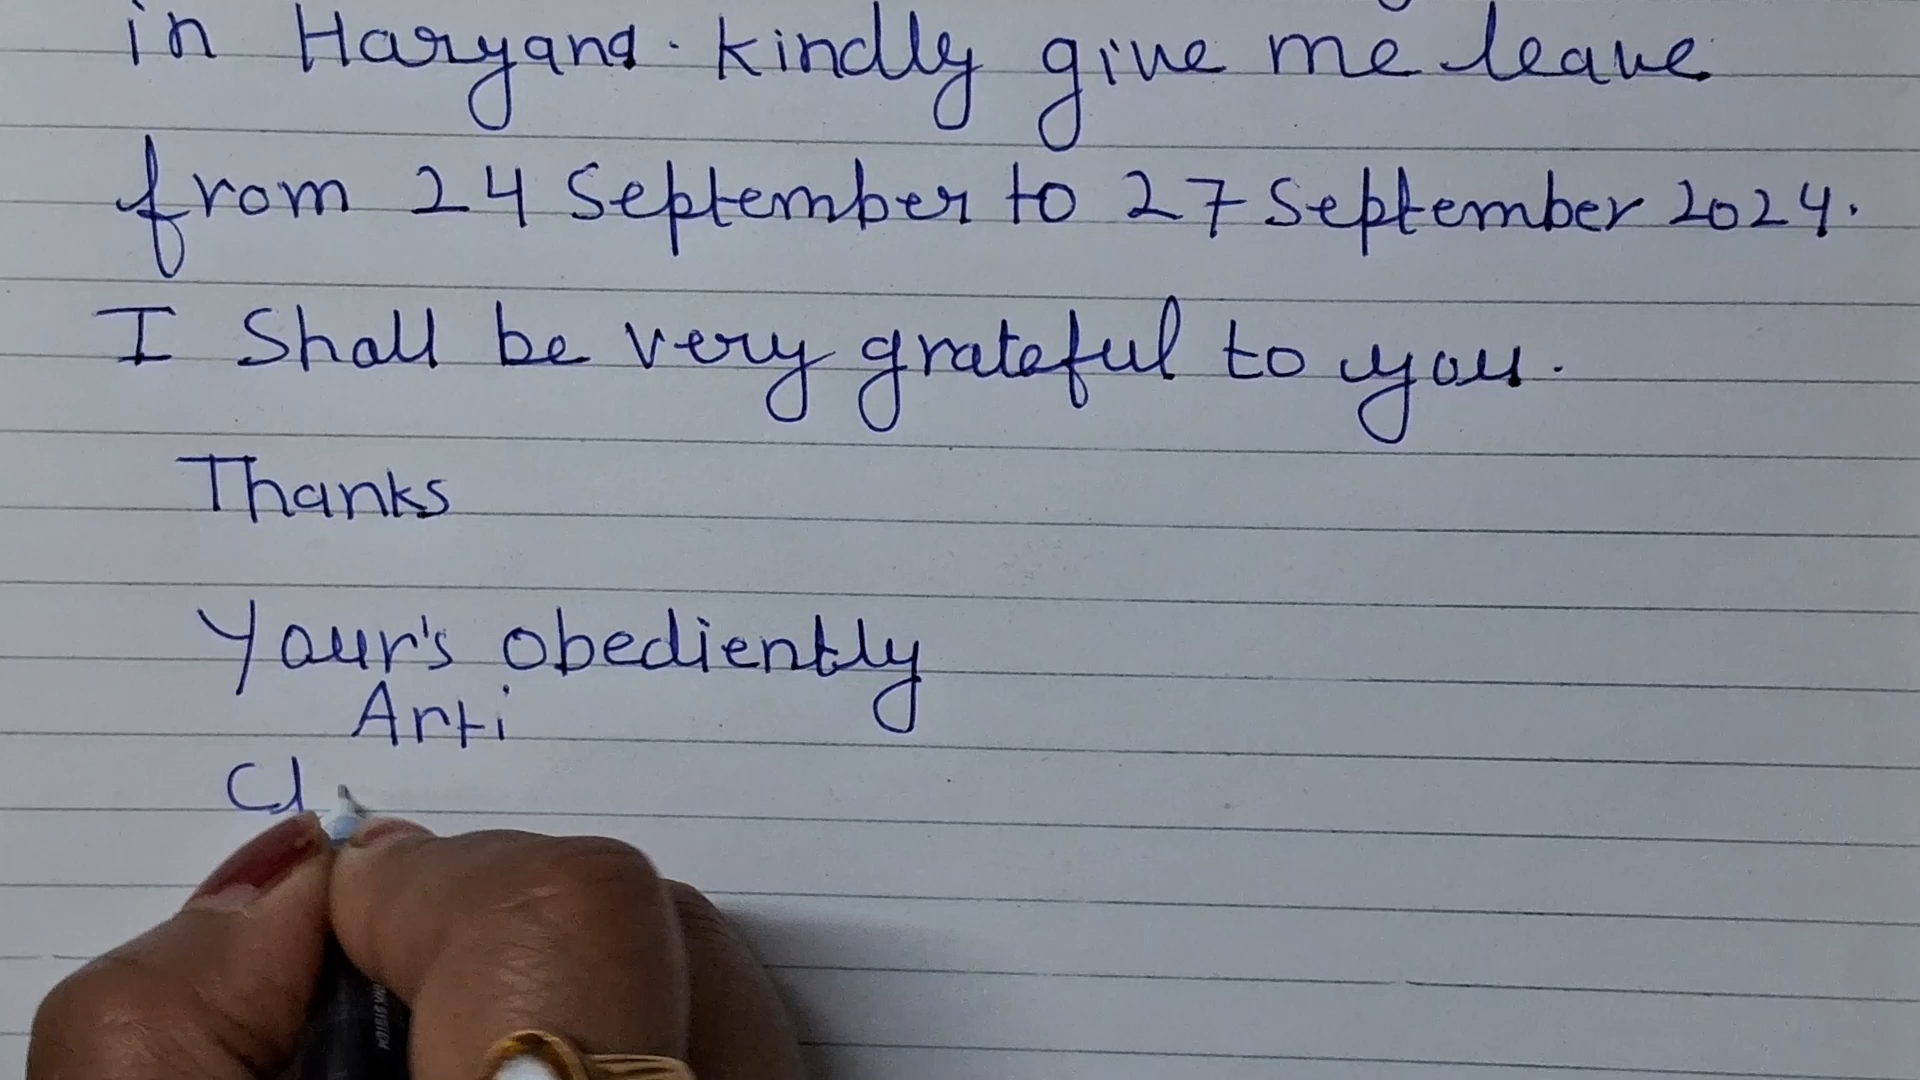 in Haryana. kindly give me leave
from 24 September to 27 September 2024.
I Shall be very grateful to you.
Thanks
Your's obediently
Arti
Cl